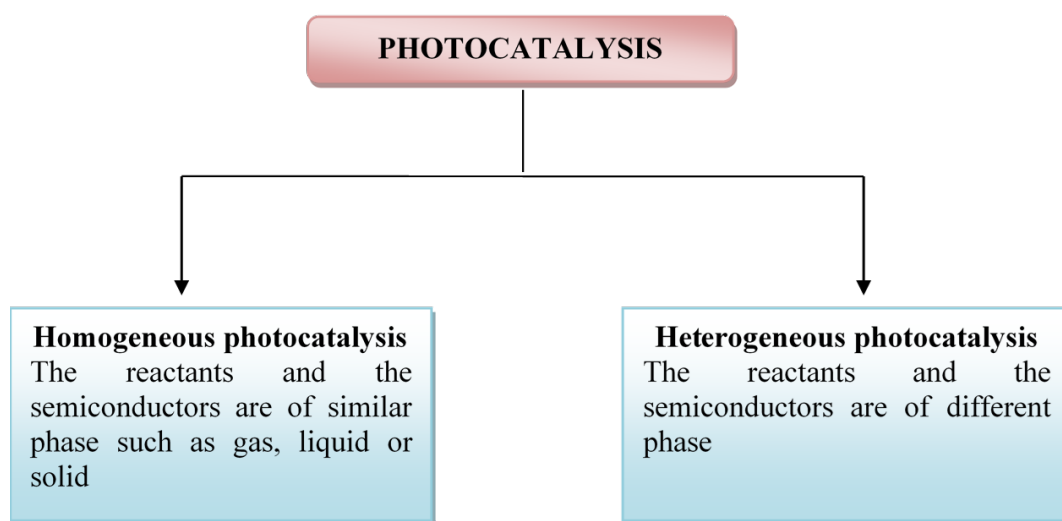 PHOTOCATALYSIS
Homogeneous photocatalysis
The reactants and the
semiconductors are of similar
phase such as gas, liquid or
solid
Heterogeneous photocatalysis
The reactants and the
semiconductors are of different
phase